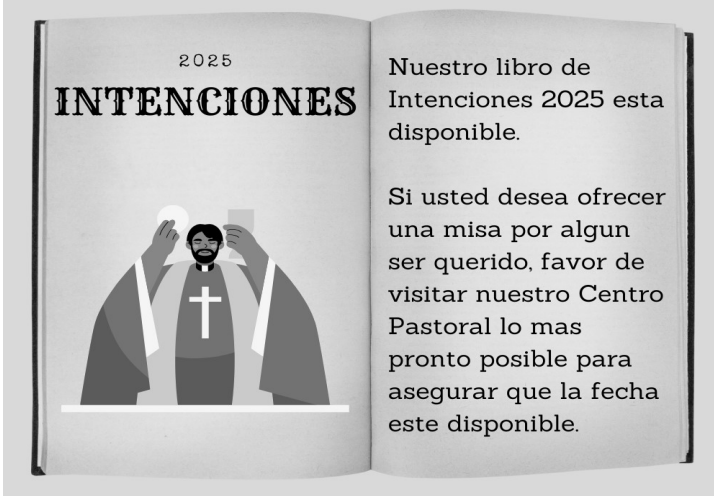 2025
INTENCIONES
Nuestro libro de
Intenciones 2025 esta
disponible.
Si usted desea ofrecer
una misa por algun
ser querido, favor de
visitar nuestro Centro
Pastoral lo mas
pronto posible para
asegurar que la fecha
este disponible.